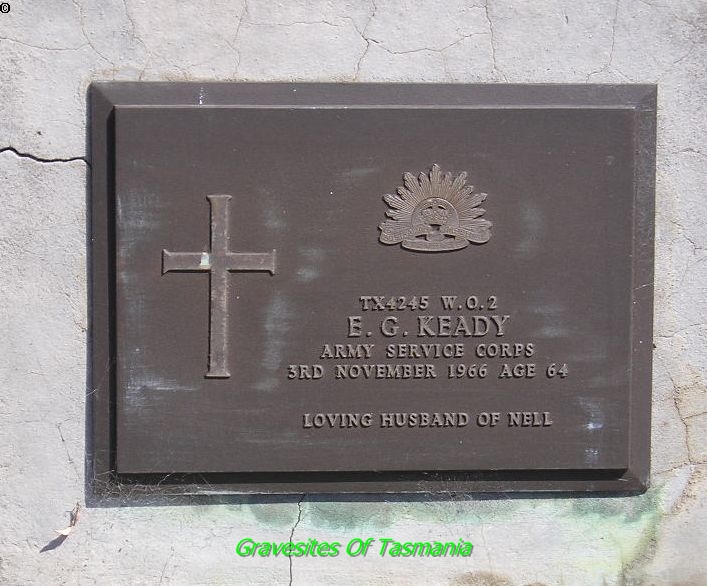 ©
TX4245 W.O.2
E. G. KEADY
ARMY SERVICE CORPS
3RD NOVEMBER 1966 AGE 64
LOVING HUSBAND OF NELL
Gravesites Of Tasmania